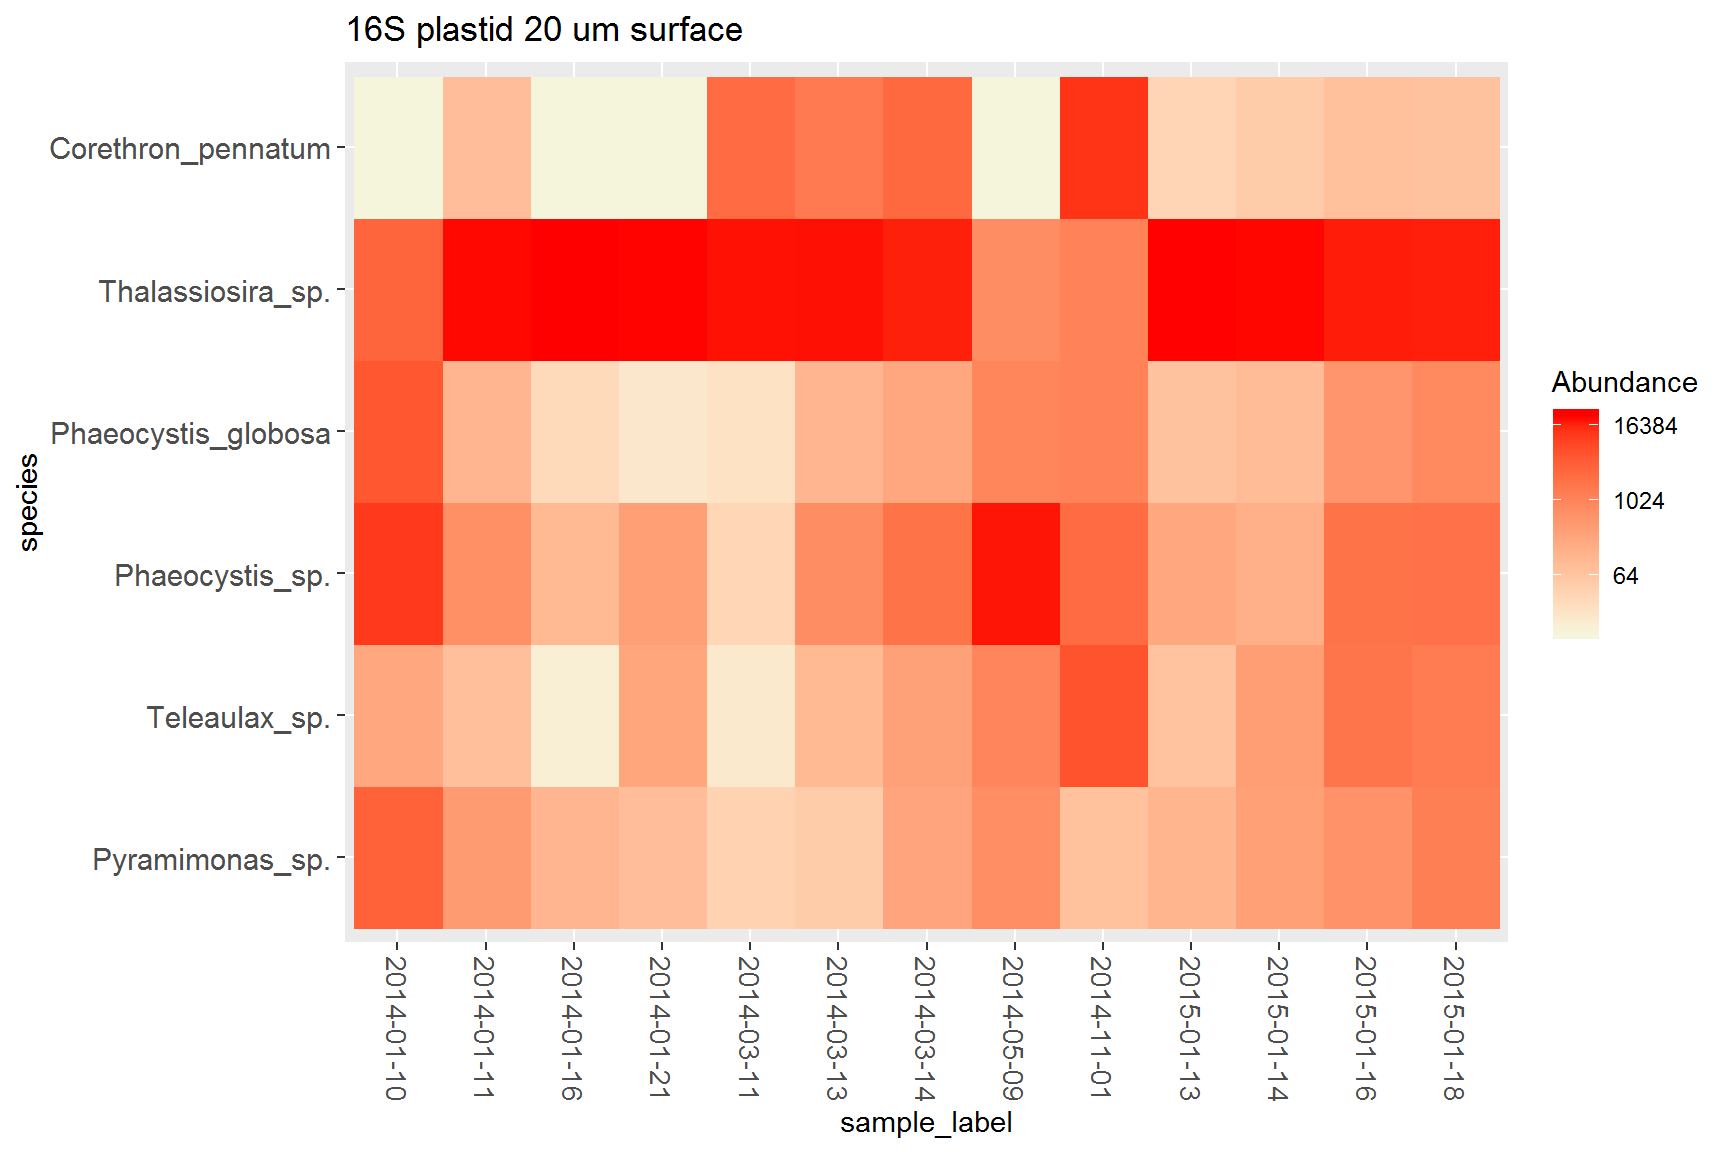 16S plastid 20 um surface
species
Corethron_pennatum
Thalassiosira_sp.
Phaeocystis_globosa
Phaeocystis_sp.
Teleaulax_sp.
Pyramimonas_sp.
2014-01-10
2014-01-11
2014-01-16
2014-01-21
2014-03-11
2014-03-13
2014-03-14
2014-05-09
2014-11-01
2015-01-13
2015-01-14
2015-01-16
2015-01-18
sample_label
Abundance
16384
1024
64